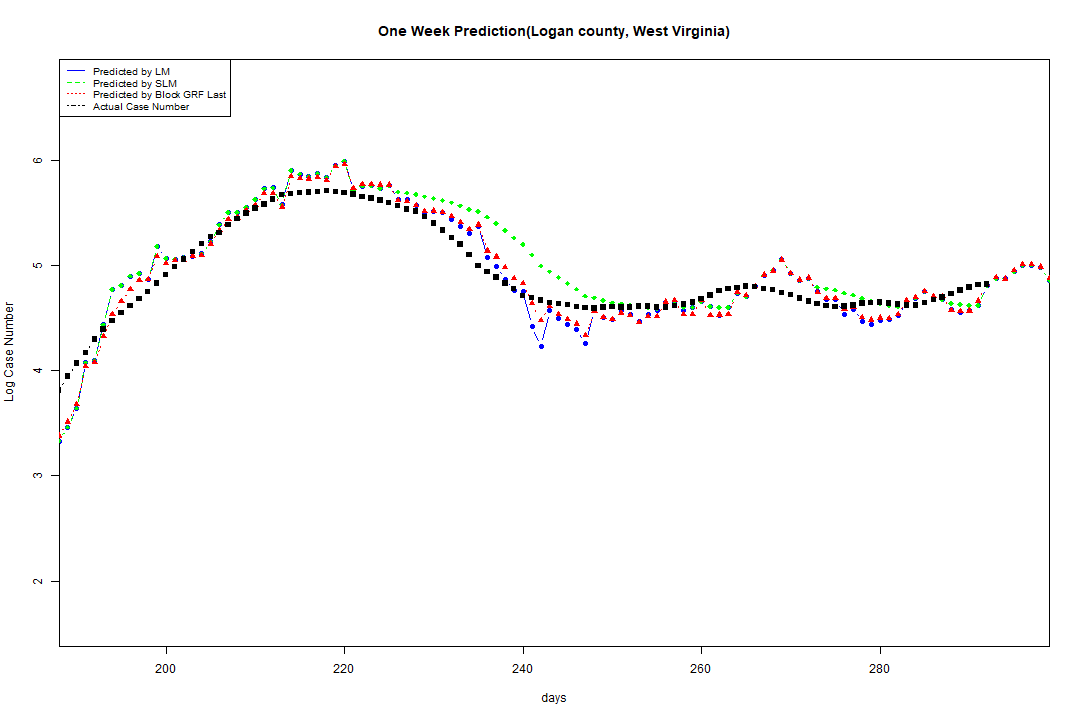 One Week Prediction(Logan county, West Virginia)
Predicted by LM
Predicted by SLM
Predicted by Block GRF Last
Actual Case Number
6
5
4
3
2
Log Case Number
200 220 240 260 280
days